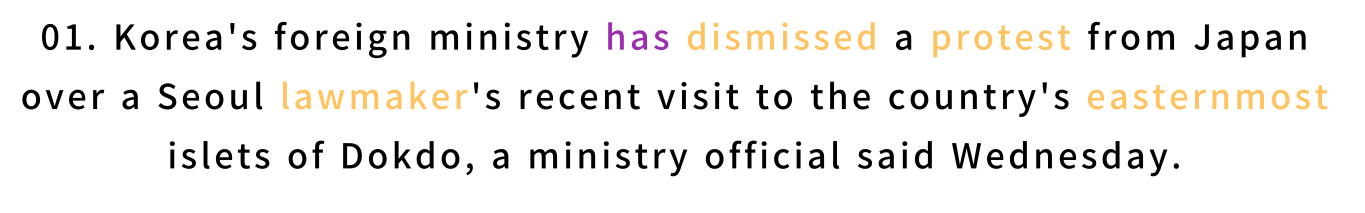 01. Korea's foreign ministry has dismissed a protest from Japan
over a Seoul lawmaker's recent visit to the country's easternmost
islets of Dokdo, a ministry official said Wednesday.